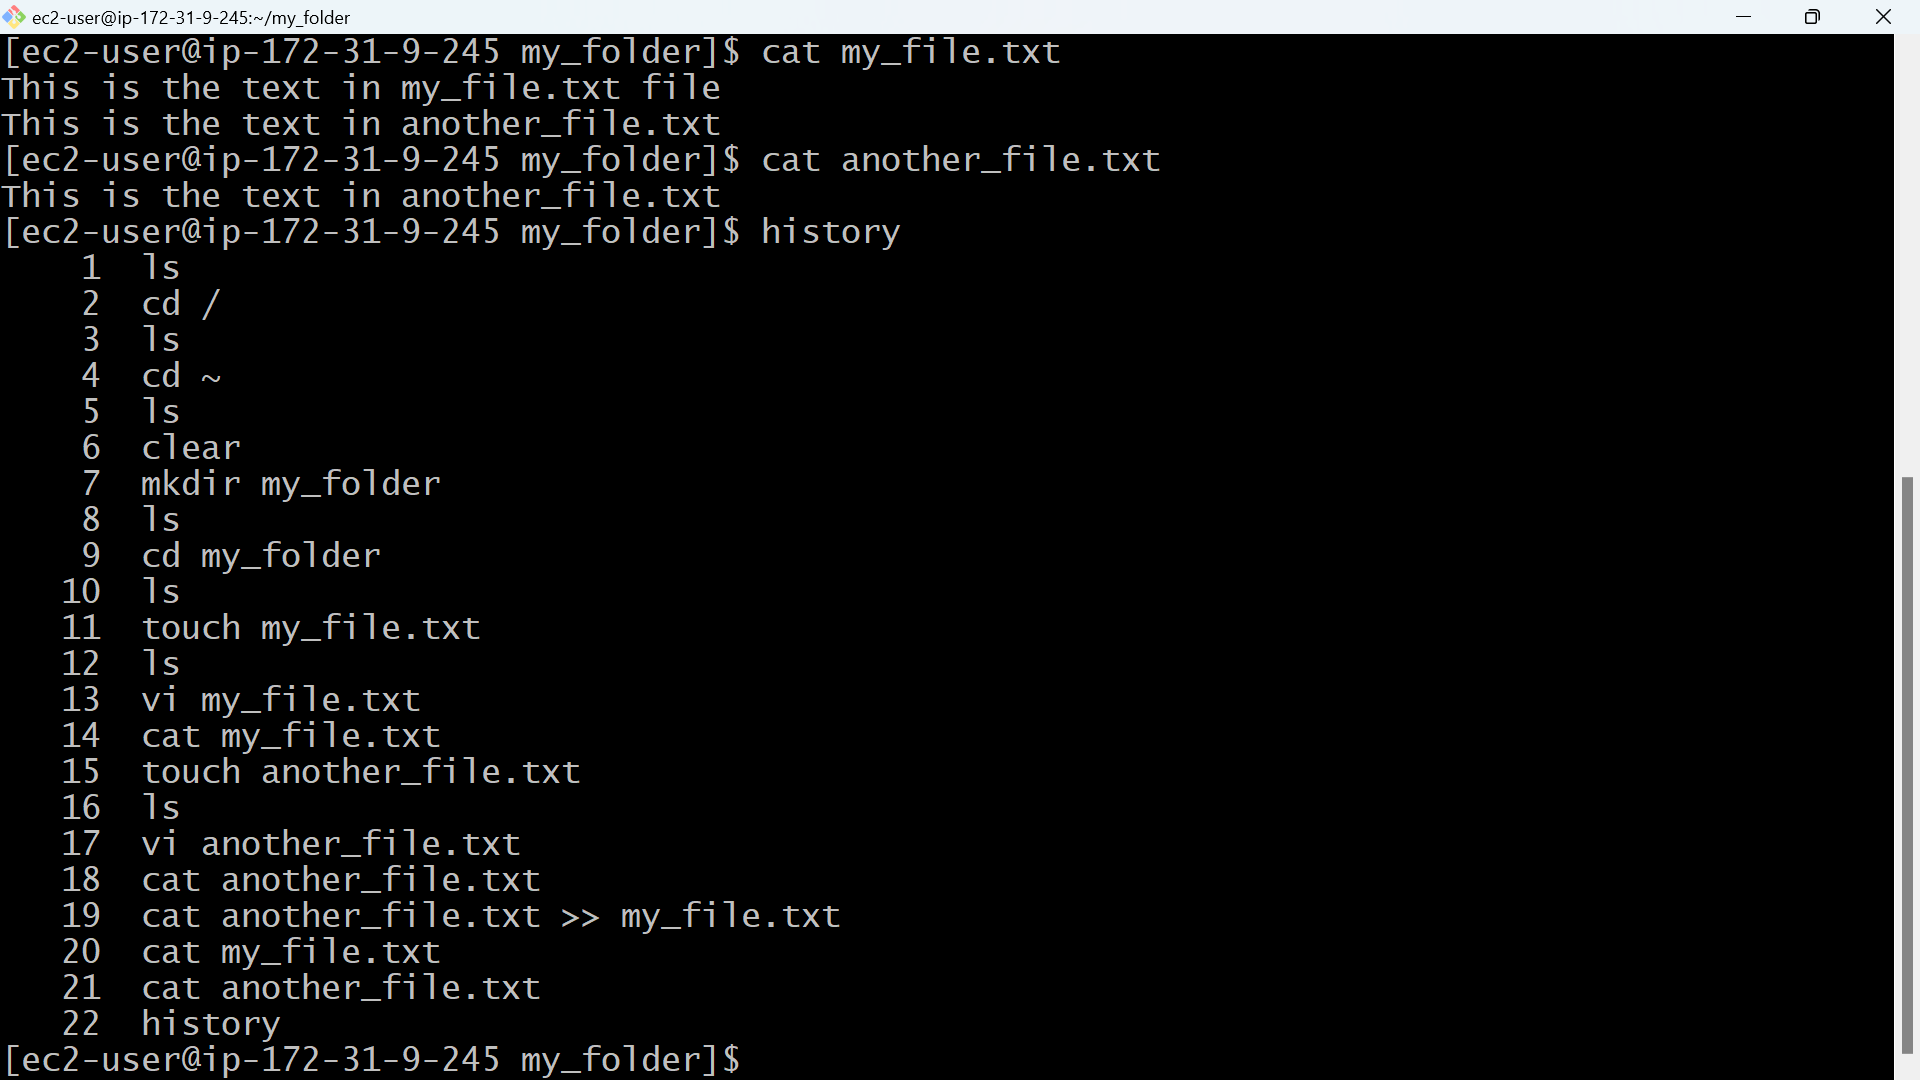 ec2-user@ip-172-31-9-245:~/my_folder
[ec2-user@ip-172-31-9-245 my_folder]$ cat my_file.txt
This is the text in my_file.txt file
This is the text in another_file.txt
[ec2-user@ip-172-31-9-245 my_folder]$ cat another_file.txt
This is the text in another_file.txt
[ec2-user@ip-172-31-9-245 my_folder]$ history
    1  ls
    2  cd /
    3  ls
    4  cd ~
    5  ls
    6  clear
    7  mkdir my_folder
    8  ls
    9  cd my_folder
   10  ls
   11  touch my_file.txt
   12  ls
   13  vi my_file.txt
   14  cat my_file.txt
   15  touch another_file.txt
   16  ls
   17  vi another_file.txt
   18  cat another_file.txt
   19  cat another_file.txt >> my_file.txt
   20  cat my_file.txt
   21  cat another_file.txt
   22  history
[ec2-user@ip-172-31-9-245 my_folder]$